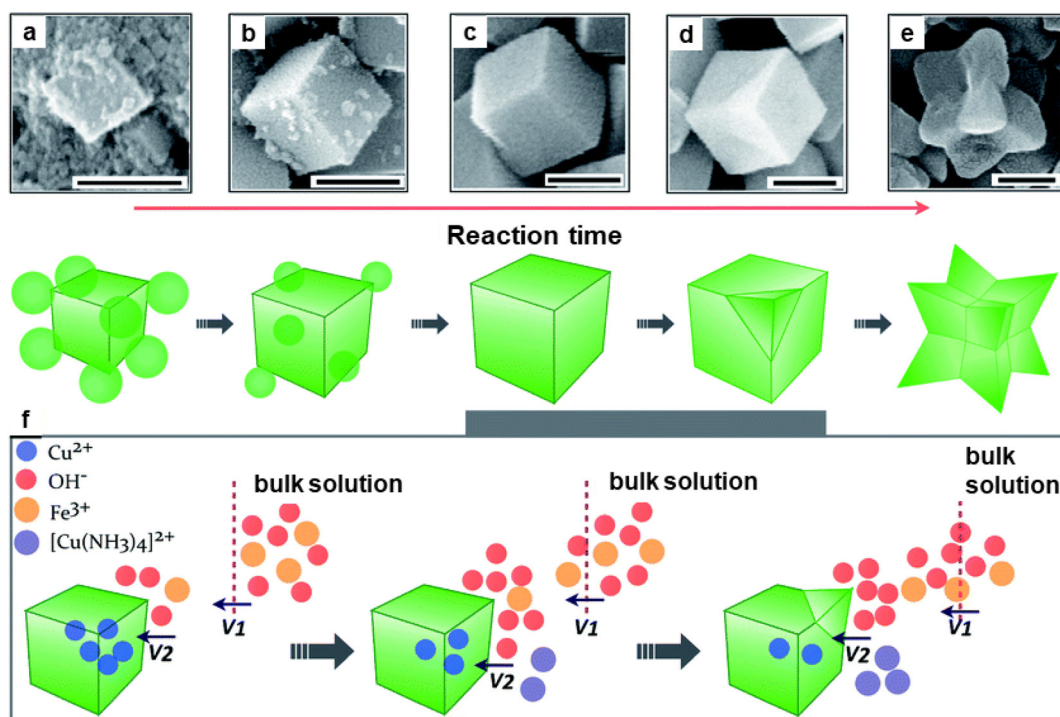 a
b
c
d
e
Reaction time
f
Cu²⁺
OH⁻
Fe³⁺
[Cu(NH3)4]²⁺
bulk solution
bulk solution
bulk
solution
V1
V2
V1
V2
V1
V2